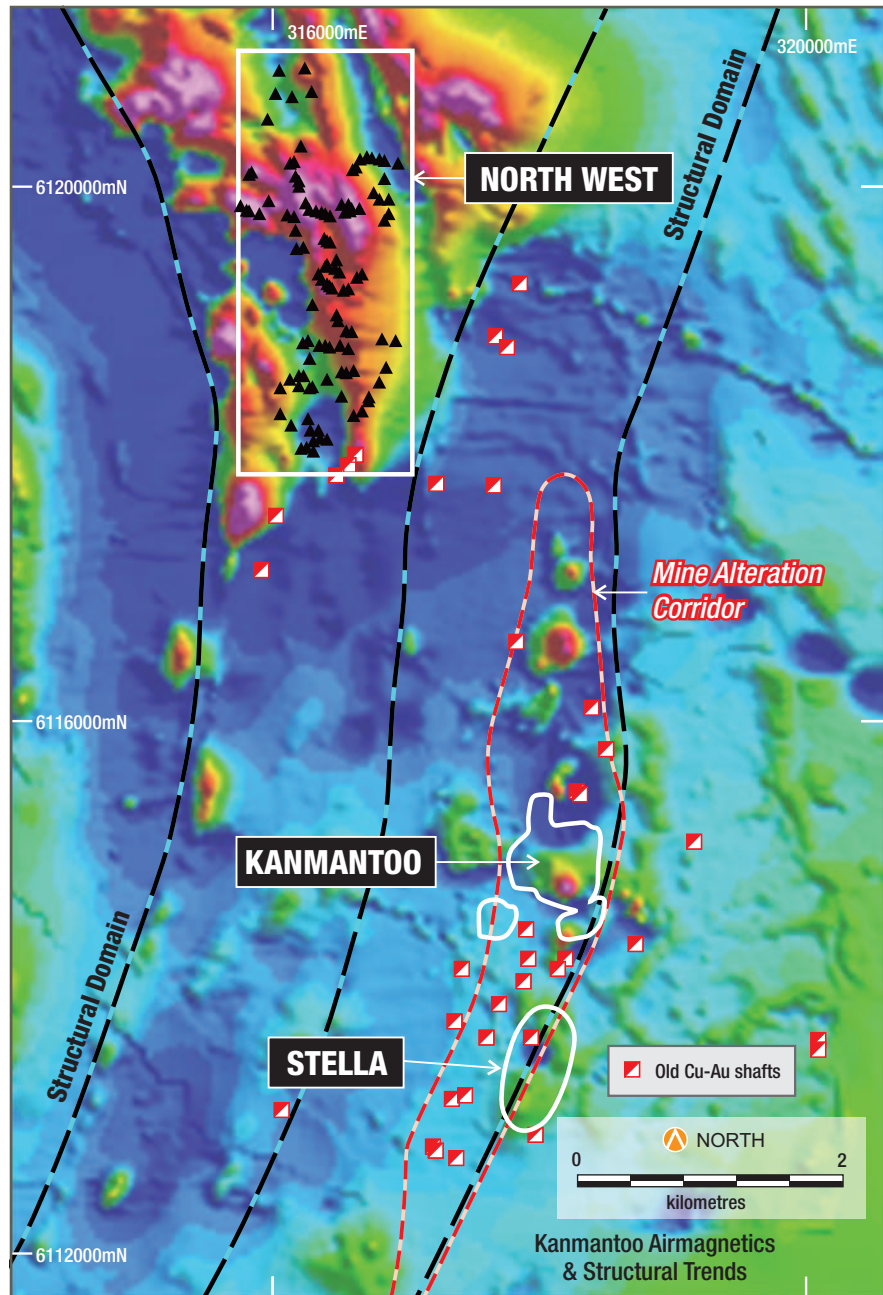 316000mE
320000mE
Structural Domain
NORTH WEST
6120000mN
Mine Alteration
Corridor
6116000mN
KANMANTOO
Structural Domain
STELLA
Old Cu-Au shafts
NORTH
0
2
kilometres
6112000mN
Kanmantoo Airmagnetics
& Structural Trends